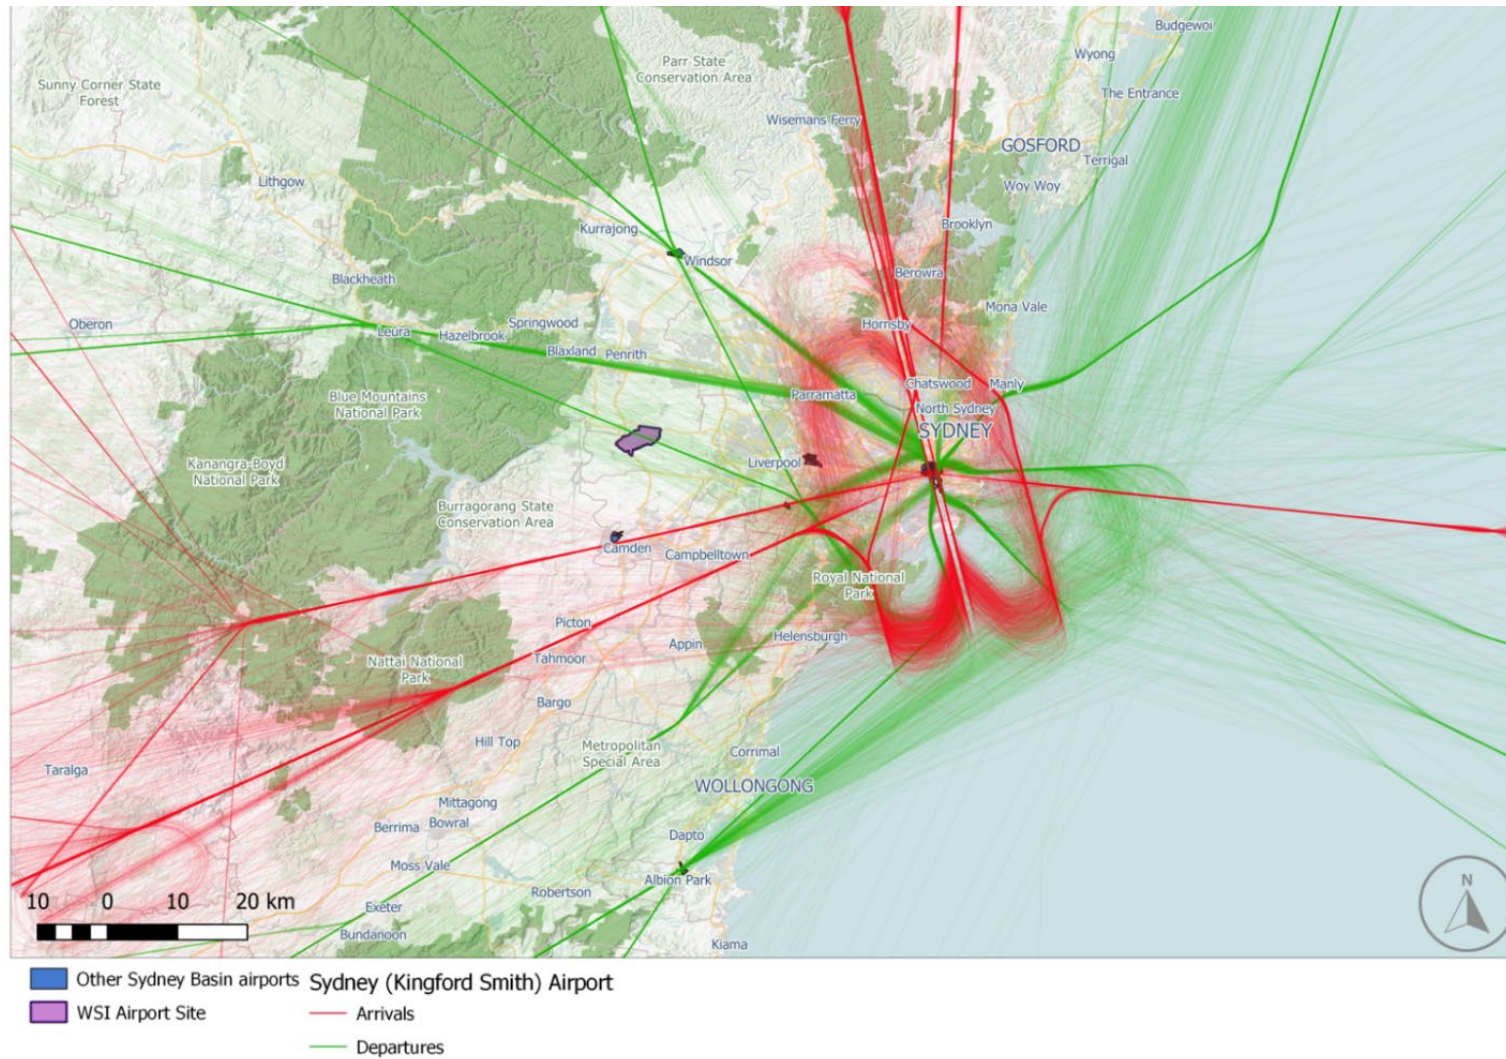 Budgewoi
Wyong
Parr State
Conservation Area
Sunny Corner State
Forest
The Entrance
Wisemans Ferry
GOSFORD
Terrigal
Lithgow
Woy Woy
Kurrajong
Brooklyn
Windsor
Berowra
Blackheath
Mona Vale
Oberon
Leura
Hazelbrook
Springwood
Hornsby
Blaxland
Penrith
Chatswood
Manly
Blue Mountains
National Park
Parramatta
North Sydney
SYDNEY
Kanangra-Boyd
National Park
Liverpool
Burragorang State
Conservation Area
Camden
Campbelltown
Royal National
Park
Picton
Helensburgh
Appin
Nattai National
Park
Tahmoor
Bargo
Hill Top
Metropolitan
Special Area
Corrimal
Taralga
WOLLONGONG
Mittagong
Berrima
Bowral
Dapto
Moss Vale
Albion Park
Robertson
Exeter
Bundanoon
Kiama
10 0 10 20 km
N
Other Sydney Basin airports
WSI Airport Site
Sydney (Kingford Smith) Airport
Arrivals
Departures